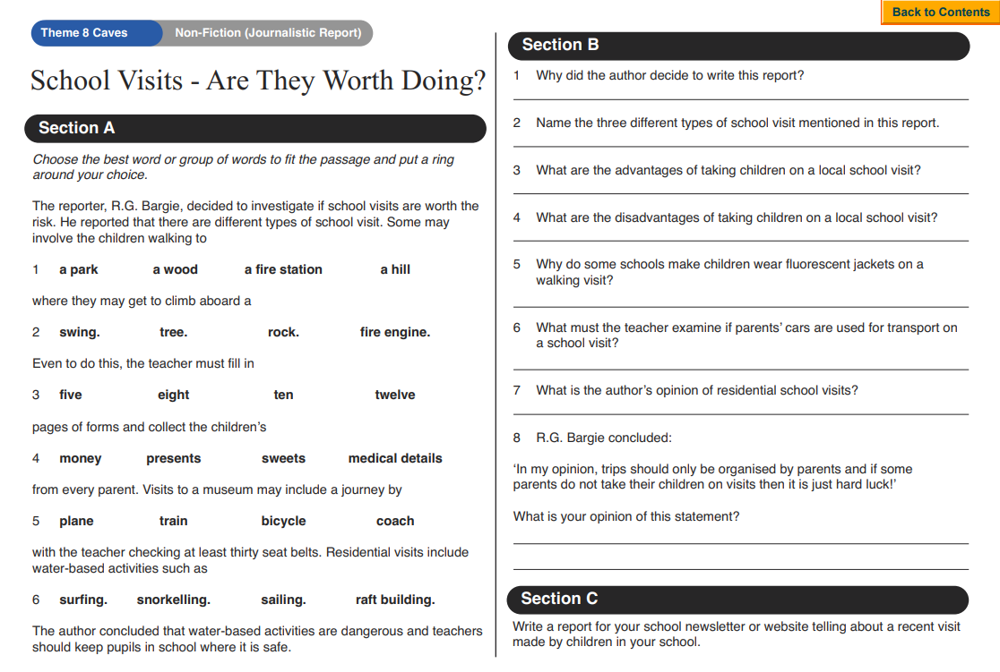 Back to Contents
Theme 8 Caves Non-Fiction (Journalistic Report)
School Visits - Are They Worth Doing?
Section A
Choose the best word or group of words to fit the passage and put a ring
around your choice.
The reporter, R.G. Bargie, decided to investigate if school visits are worth the
risk. He reported that there are different types of school visit. Some may
involve the children walking to
1 a park a wood a fire station a hill
where they may get to climb aboard a
2 swing. tree. rock. fire engine.
Even to do this, the teacher must fill in
3 five eight ten twelve
pages of forms and collect the children's
4 money presents sweets medical details
from every parent. Visits to a museum may include a journey by
5 plane train bicycle coach
with the teacher checking at least thirty seat belts. Residential visits include
water-based activities such as
6 surfing. snorkelling. sailing. raft building.
The author concluded that water-based activities are dangerous and teachers
should keep pupils in school where it is safe.
Section B
1 Why did the author decide to write this report?
2 Name the three different types of school visit mentioned in this report.
3 What are the advantages of taking children on a local school visit?
4 What are the disadvantages of taking children on a local school visit?
5 Why do some schools make children wear fluorescent jackets on a
walking visit?
6 What must the teacher examine if parents' cars are used for transport on
a school visit?
7 What is the author's opinion of residential school visits?
8 R.G. Bargie concluded:
'In my opinion, trips should only be organised by parents and if some
parents do not take their children on visits then it is just hard luck!'
What is your opinion of this statement?
Section C
Write a report for your school newsletter or website telling about a recent visit
made by children in your school.